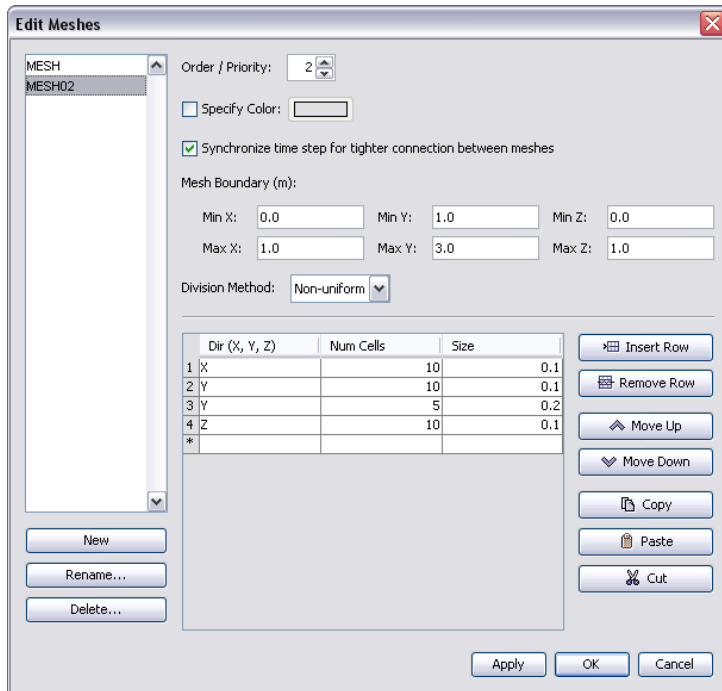 Edit Meshes
MESH
MESH02
Order / Priority: 2
Specify Color:
Synchronize time step for tighter connection between meshes
Mesh Boundary (m):
Min X: 0.0 Min Y: 1.0 Min Z: 0.0
Max X: 1.0 Max Y: 3.0 Max Z: 1.0
Division Method: Non-uniform
Dir (X, Y, Z) Num Cells Size
1 X 10 0.1
2 Y 10 0.1
3 Y 5 0.2
4 Z 10 0.1
*
Insert Row
Remove Row
Move Up
Move Down
Copy
Paste
Cut
New
Rename...
Delete...
Apply OK Cancel